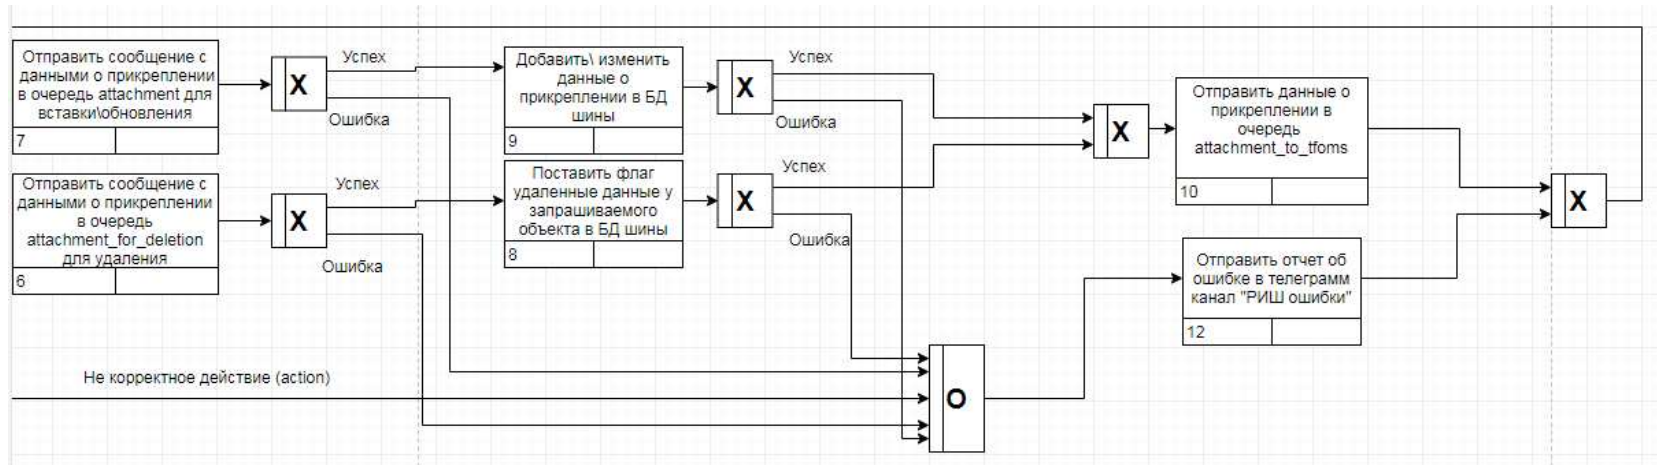 Отправить сообщение с
данными о прикреплении
в очередь attachment для
вставки\обновления
7
X
Успех
Ошибка
Добавить\ изменить
данные о
прикреплении в БД
шины
9
X
Успех
Ошибка
X
Отправить данные о
прикреплении в
очередь
attachment_to_tfoms
10
X
Отправить сообщение с
данными о прикреплении
в очередь
attachment_for_deletion
для удаления
6
X
Успех
Ошибка
Поставить флаг
удаленные данные у
запрашиваемого
объекта в БД шины
8
X
Успех
Ошибка
Отправить отчет об
ошибке в телеграмм
канал "РИШ ошибки"
12
Не корректное действие (action)
O